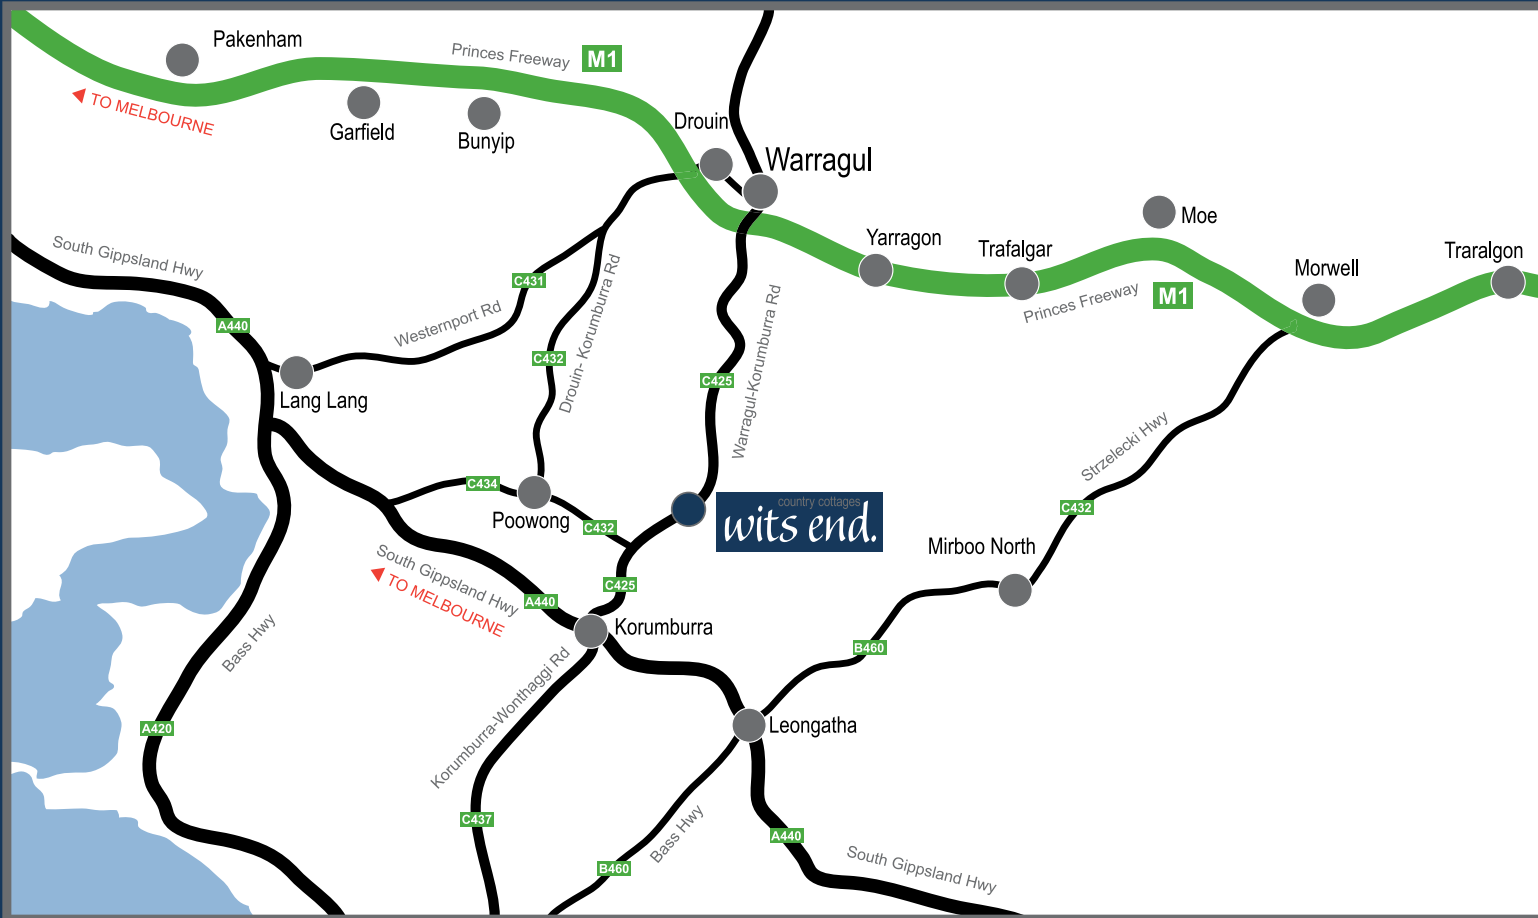 Pakenham
Princes Freeway
M1
TO MELBOURNE
Garfield
Bunyip
Drouin
Warragul
Moe
Yarragon
Trafalgar
Traralgon
Morwell
Princes Freeway
M1
South Gippsland Hwy
A440
C431
Westernport Rd
Drouin- Korumburra Rd
C432
Warragul-Korumburra Rd
C425
Lang Lang
Strzelecki Hwy
C434
C432
Poowong
C432
country cottages
wits end.
South Gippsland Hwy
TO MELBOURNE
Mirboo North
C425
A440
Korumburra
Bass Hwy
B460
Korumburra-Wonthaggi Rd
A420
Leongatha
C437
Bass Hwy
A440
B460
South Gippsland Hwy